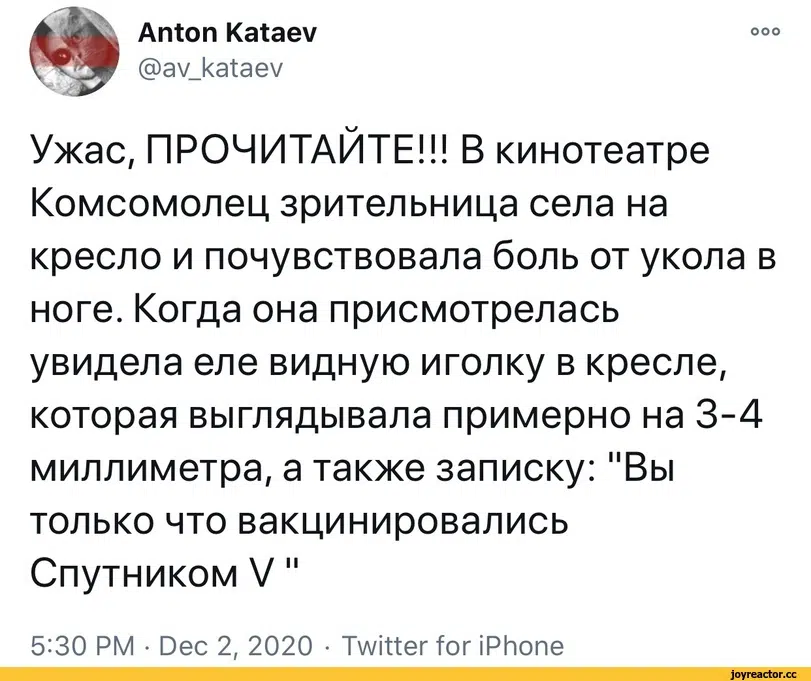 Anton Kataev
@av_kataev
Ужас, ПРОЧИТАЙТЕ!!! В кинотеатре
Комсомолец зрительница села на
кресло и почувствовала боль от укола в
ноге. Когда она присмотрелась
увидела еле видную иголку в кресле,
которая выглядывала примерно на 3-4
миллиметра, а также записку: "Вы
только что вакцинировались
Спутником V "
5:30 PM · Dec 2, 2020 · Twitter for iPhone
joyreactor.cc